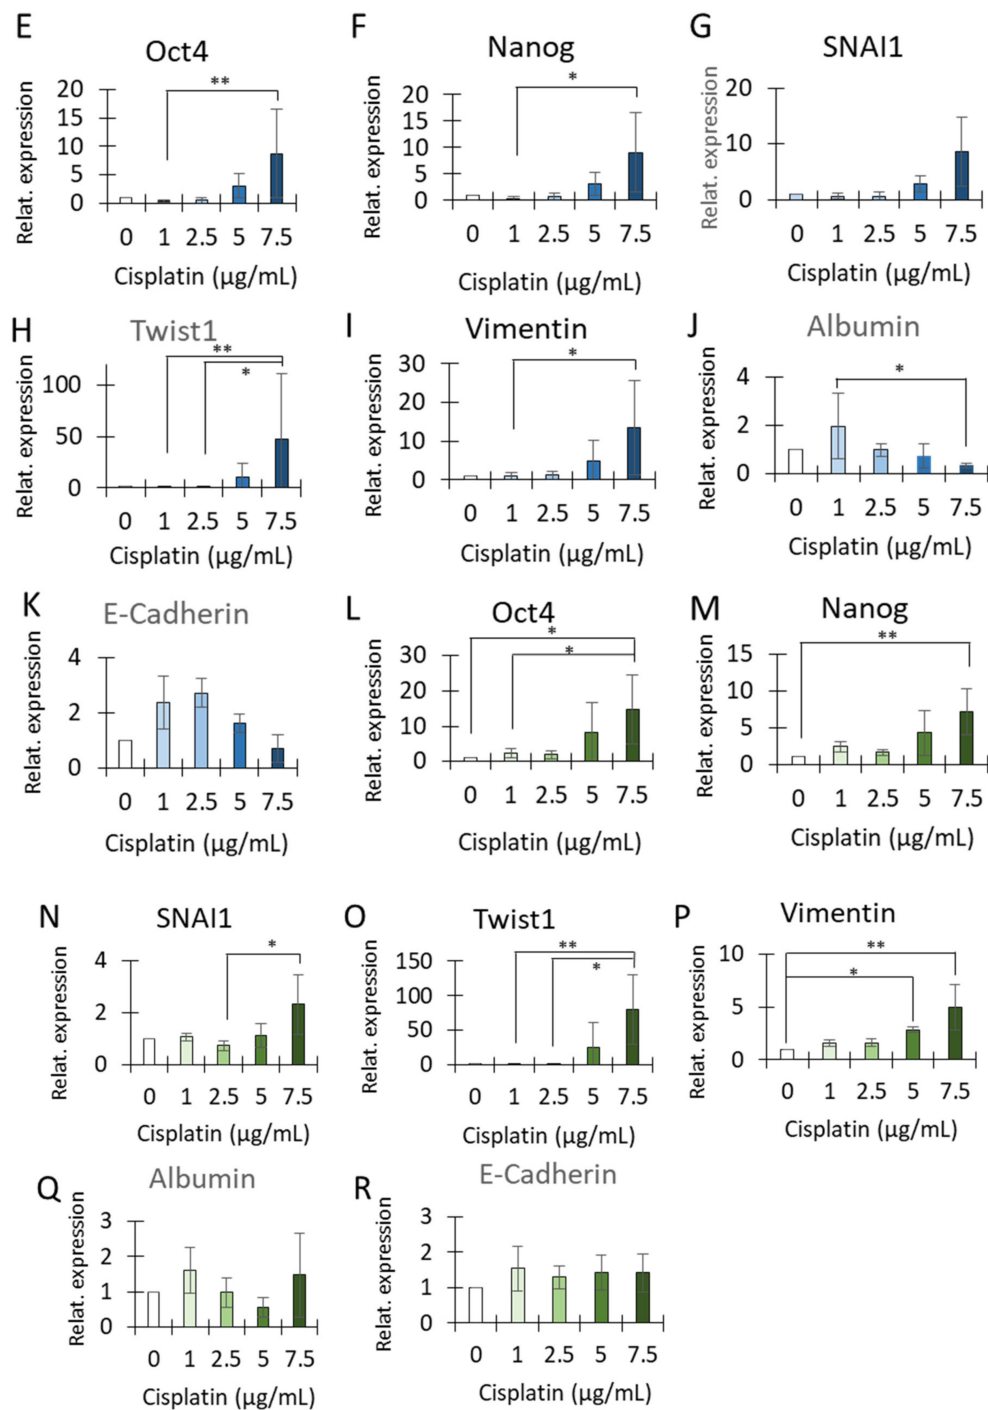 E
Oct4
Relat. expression
**
20
15
10
5
0
0 1 2.5 5 7.5
Cisplatin (µg/mL)
F
Nanog
Relat. expression
*
20
15
10
5
0
0 1 2.5 5 7.5
Cisplatin (µg/mL)
G
SNAI1
Relat. expression
20
10
0
0 1 2.5 5 7.5
Cisplatin (µg/mL)
H
Twist1
Relat. expression
**
*
100
50
0
0 1 2.5 5 7.5
Cisplatin (µg/mL)
I
Vimentin
Relat. expression
*
30
20
10
0
0 1 2.5 5 7.5
Cisplatin (µg/mL)
J
Albumin
Relat. expression
*
4
2
0
0 1 2.5 5 7.5
Cisplatin (µg/mL)
K
E-Cadherin
Relat. expression
4
2
0
0 1 2.5 5 7.5
Cisplatin (µg/mL)
L
Oct4
Relat. expression
*
*
30
20
10
0
0 1 2.5 5 7.5
Cisplatin (µg/mL)
M
Nanog
Relat. expression
**
15
10
5
0
0 1 2.5 5 7.5
Cisplatin (µg/mL)
N
SNAI1
Relat. expression
*
4
2
0
0 1 2.5 5 7.5
Cisplatin (µg/mL)
O
Twist1
Relat. expression
**
*
150
100
50
0
0 1 2.5 5 7.5
Cisplatin (µg/mL)
P
Vimentin
Relat. expression
**
*
10
5
0
0 1 2.5 5 7.5
Cisplatin (µg/mL)
Q
Albumin
Relat. expression
3
2
1
0
0 1 2.5 5 7.5
Cisplatin (µg/mL)
R
E-Cadherin
Relat. expression
3
2
1
0
0 1 2.5 5 7.5
Cisplatin (µg/mL)